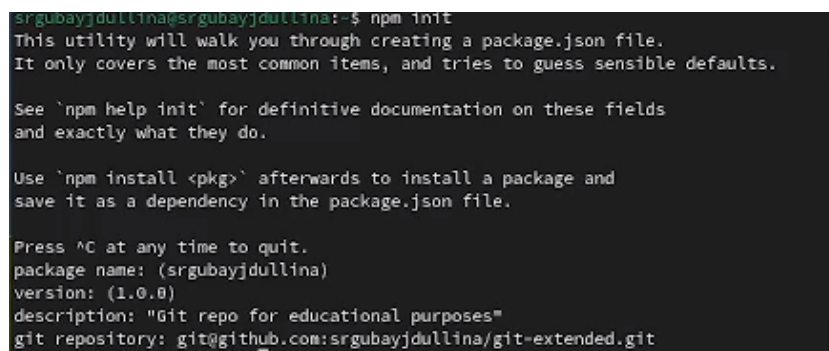 srgubayjdullina@srgubayjdullina:~$ npm init
This utility will walk you through creating a package.json file.
It only covers the most common items, and tries to guess sensible defaults.
See `npm help init` for definitive documentation on these fields
and exactly what they do.
Use `npm install <pkg>` afterwards to install a package and
save it as a dependency in the package.json file.
Press ^C at any time to quit.
package name: (srgubayjdullina)
version: (1.0.0)
description: "Git repo for educational purposes"
git repository: git@github.com:srgubayjdullina/git-extended.git